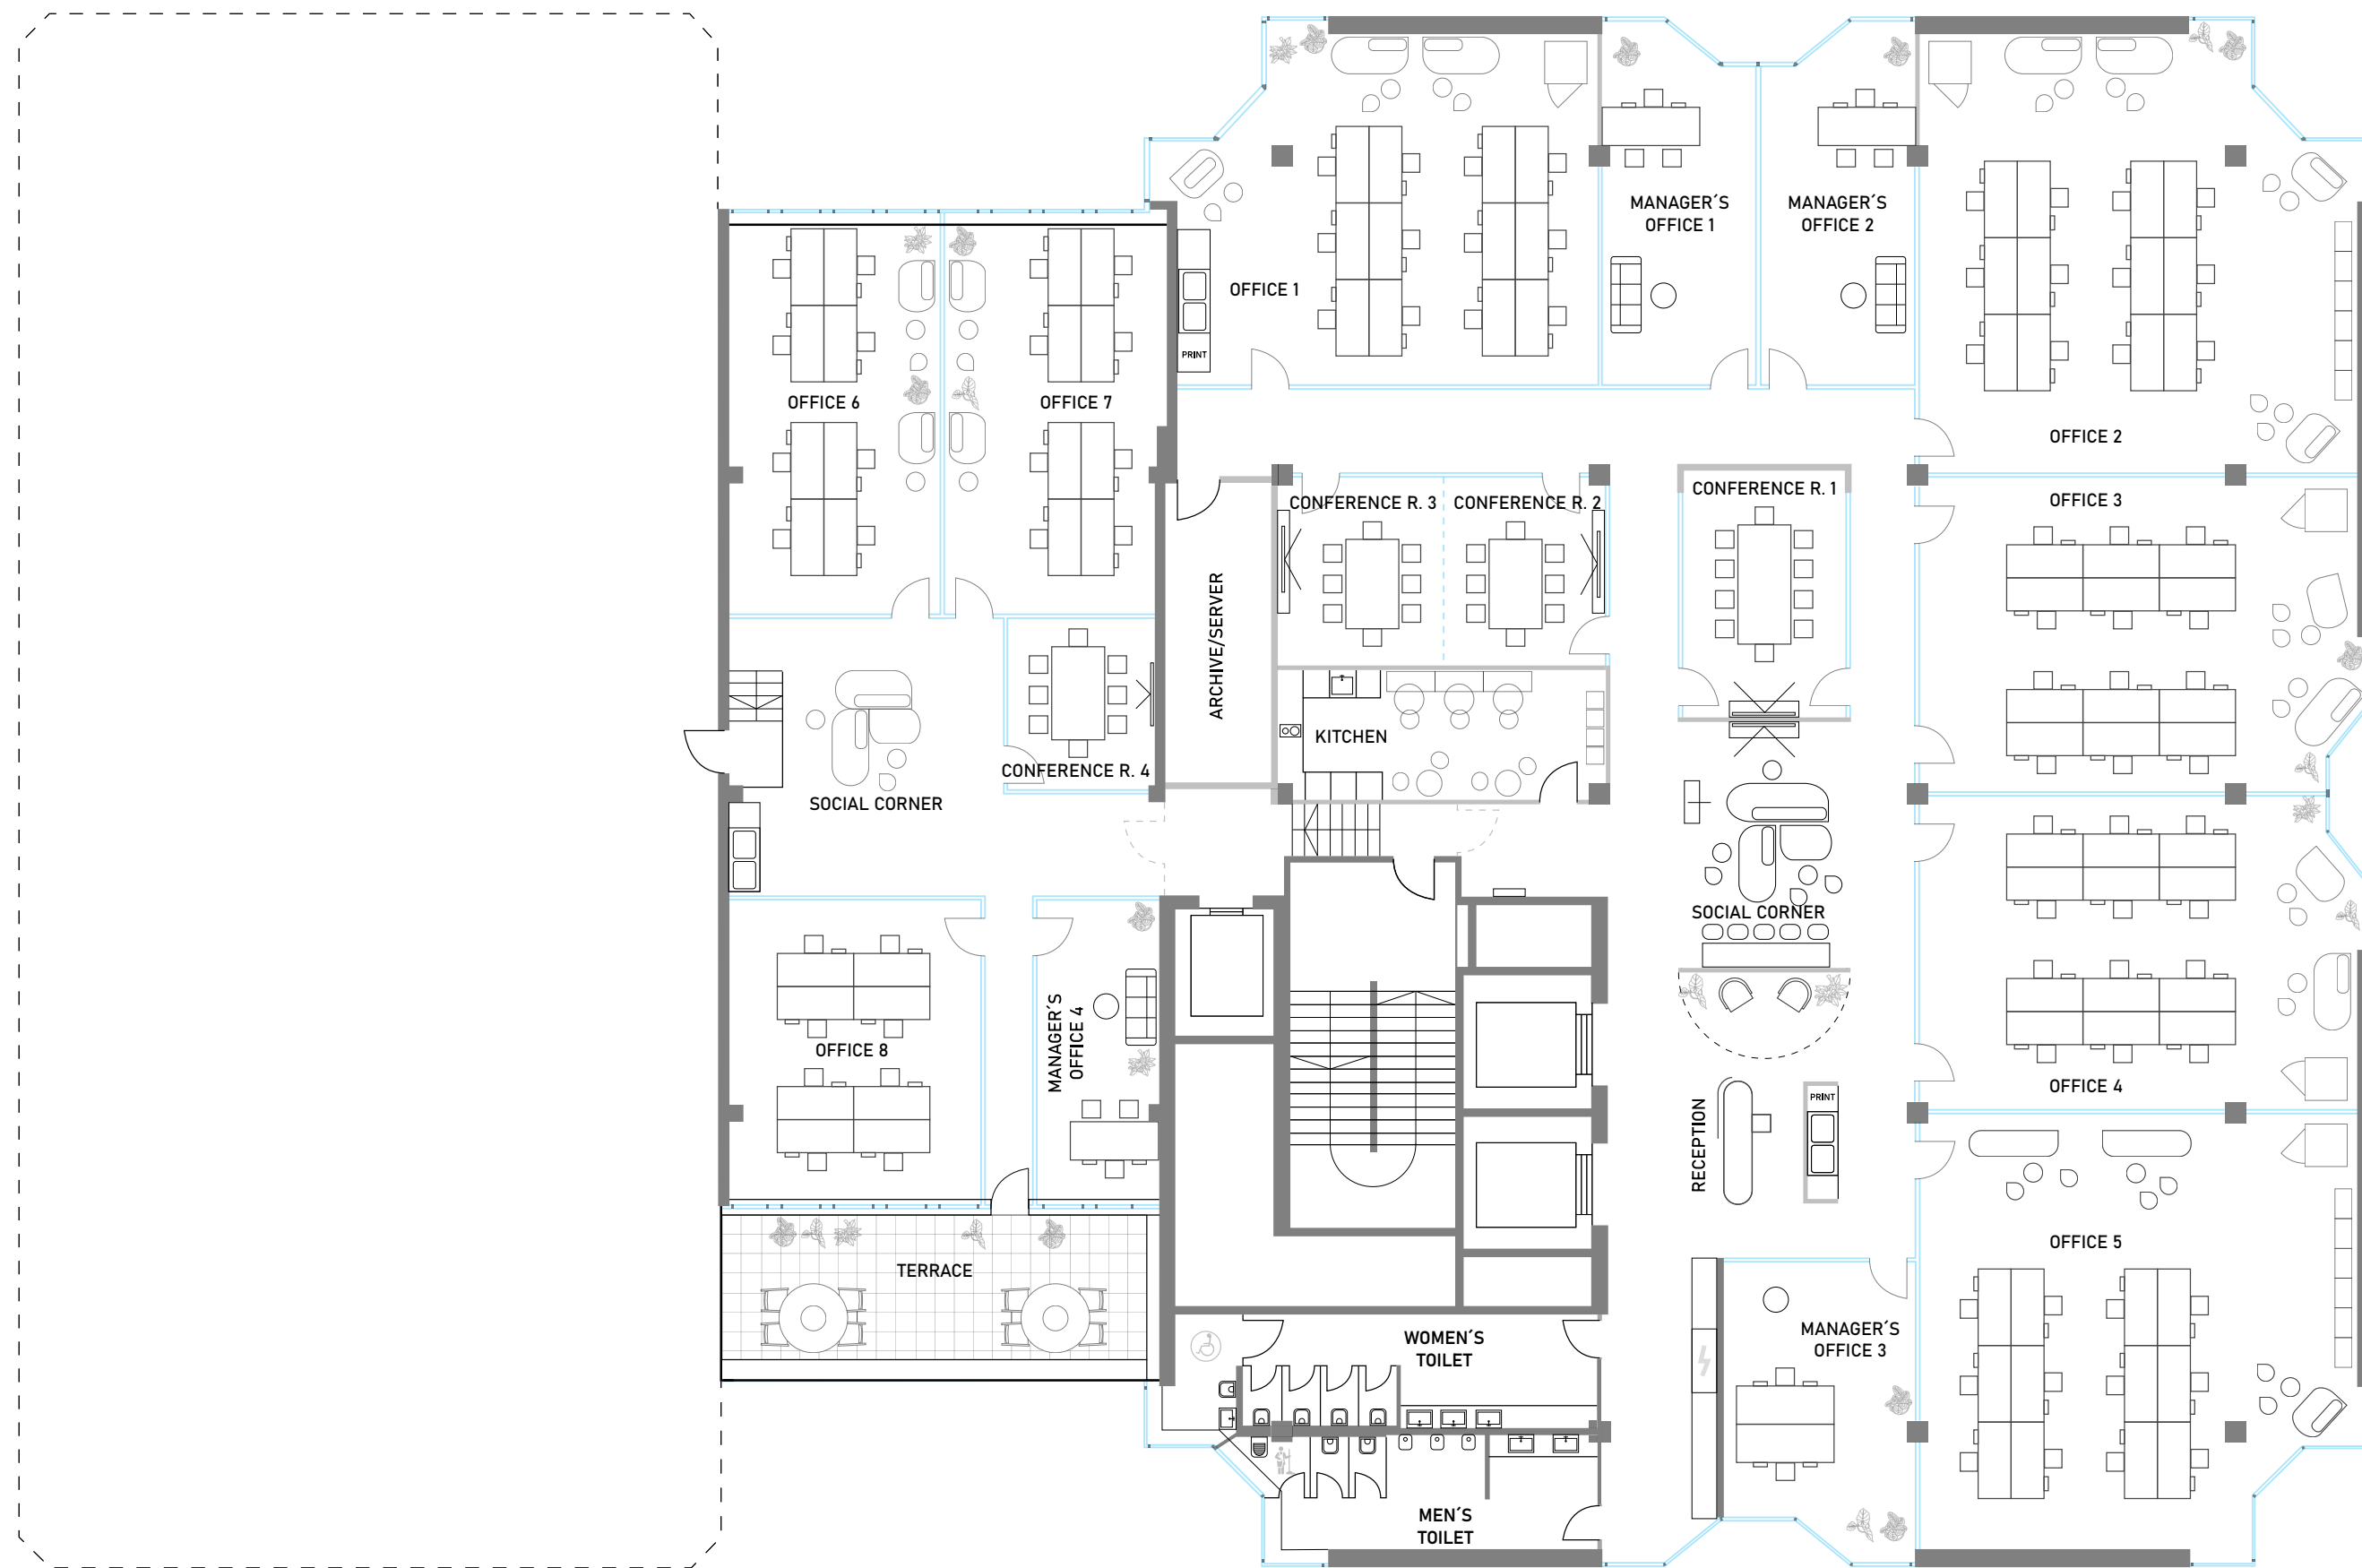 MANAGER´S
OFFICE 1
MANAGER´S
OFFICE 2
OFFICE 1
PRINT
OFFICE 6
OFFICE 7
OFFICE 2
CONFERENCE R. 3
CONFERENCE R. 2
CONFERENCE R. 1
OFFICE 3
ARCHIVE/SERVER
KITCHEN
CONFERENCE R. 4
SOCIAL CORNER
SOCIAL CORNER
MANAGER´S
OFFICE 4
OFFICE 8
OFFICE 4
PRINT
RECEPTION
OFFICE 5
TERRACE
WOMEN´S
TOILET
MANAGER´S
OFFICE 3
MEN´S
TOILET